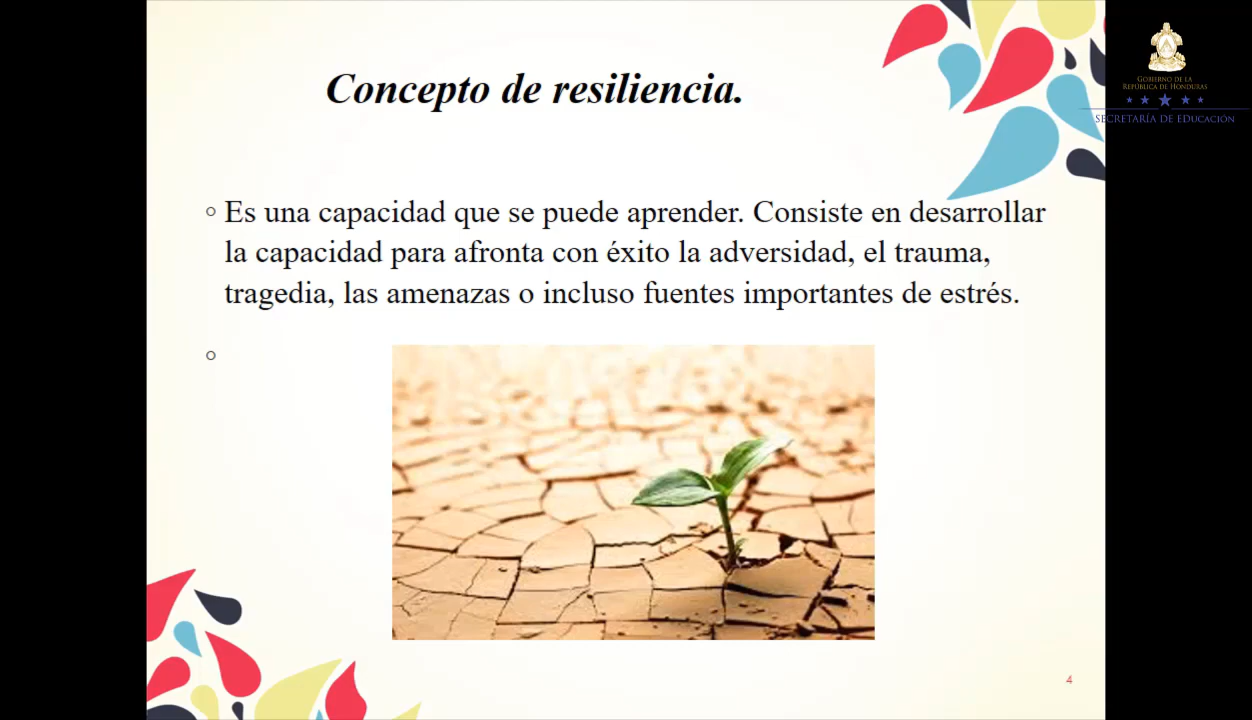 Concepto de resiliencia.
GOBIERNO DE LA
REPÚBLICA DE HONDURAS
SECRETARÍA DE EDUCACIÓN
Es una capacidad que se puede aprender. Consiste en desarrollar
la capacidad para afronta con éxito la adversidad, el trauma,
tragedia, las amenazas o incluso fuentes importantes de estrés.
4